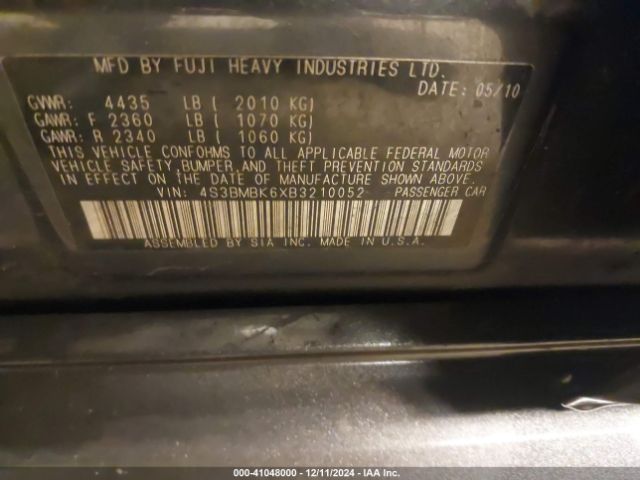 MFD BY FUJI HEAVY INDUSTRIES LTD.
DATE: 05/10
GVWR: 4435 LB ( 2010 KG)
GAWR: F 2360 LB ( 1070 KG)
GAWR: R 2340 LB ( 1060 KG)
THIS VEHICLE CONFORMS TO ALL APPLICABLE FEDERAL MOTOR
VEHICLE SAFETY, BUMPER, AND THEFT PREVENTION STANDARDS
IN EFFECT ON THE DATE OF MANUFACTURE SHOWN ABOVE.
VIN: 4S3BMBK6XB3210052 PASSENGER CAR
ASSEMBLED BY SIA INC. MADE IN U.S.A.
000-41048000 - 12/11/2024 - IAA Inc.